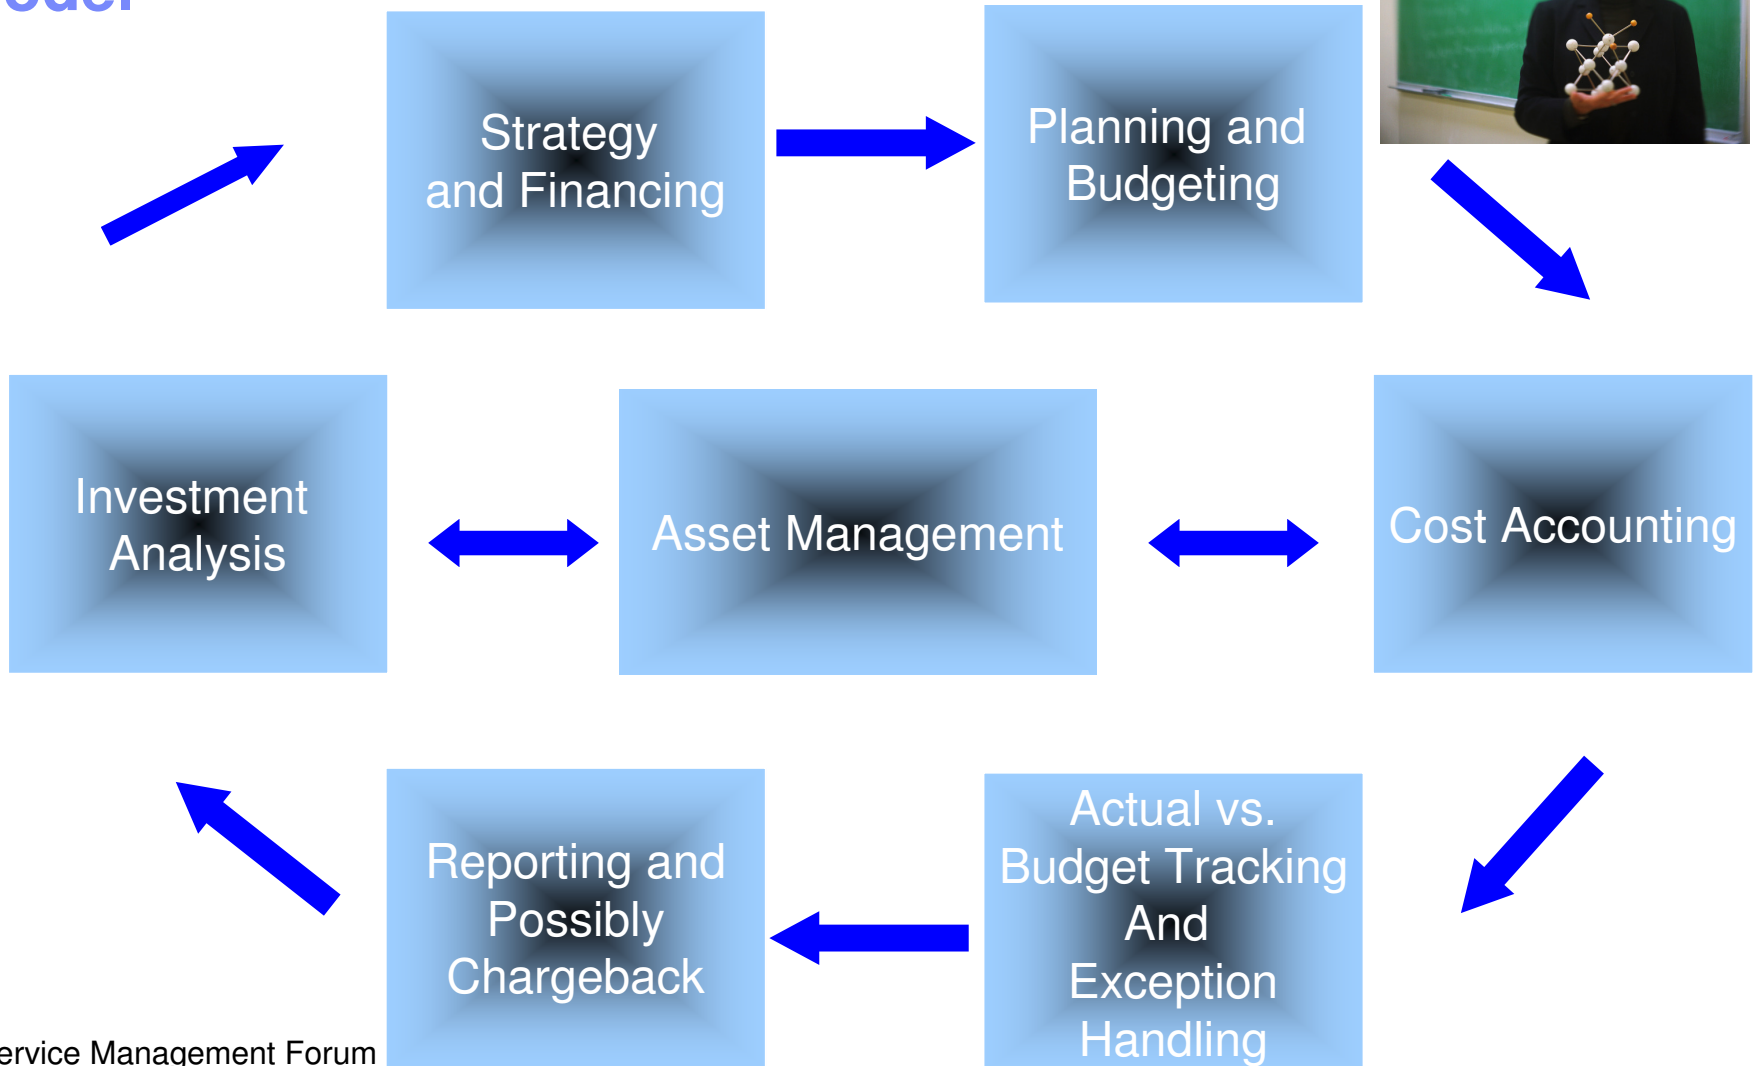 Strategy
and Financing
Planning and
Budgeting
Investment
Analysis
Asset Management
Cost Accounting
Reporting and
Possibly
Chargeback
Actual vs.
Budget Tracking
And
Exception
Handling
ervice Management Forum